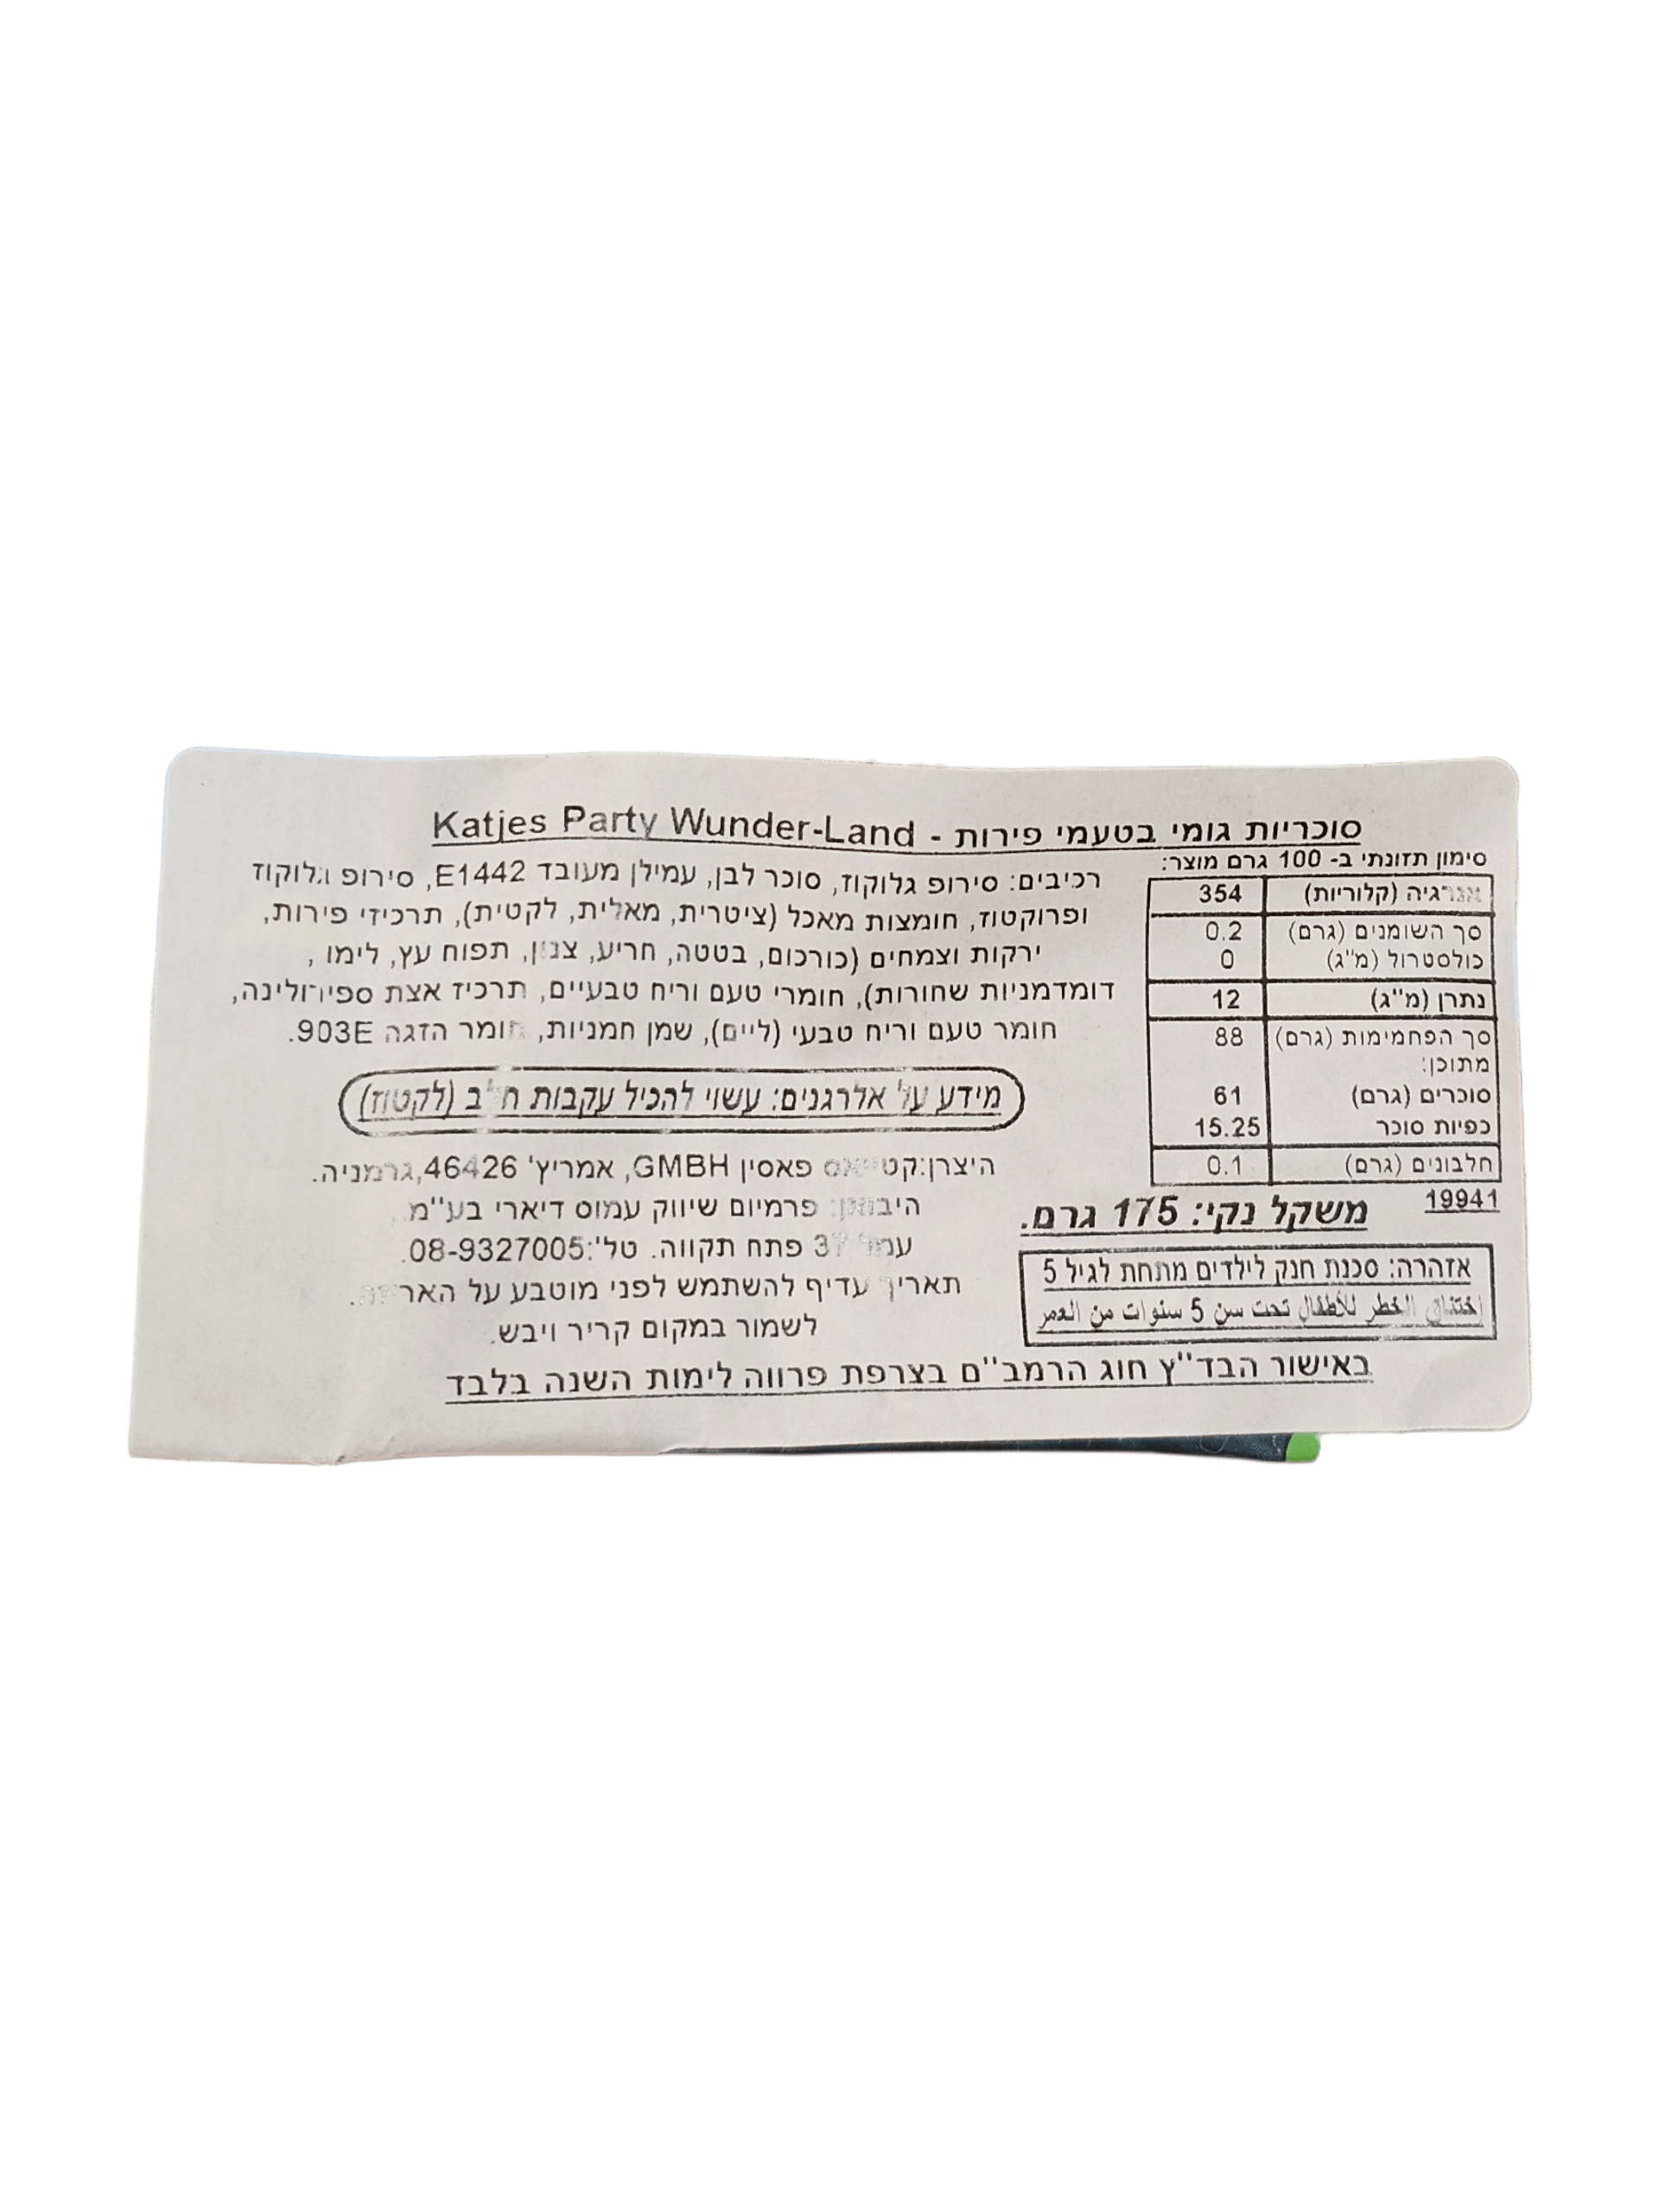 סוכריות גומי בטעמי פירות - Katjes Party Wunder-Land
סימון תזונתי ב- 100 גרם מוצר:
אנרגיה (קלוריות) 354
סך השומנים (גרם) 0.2
כולסטרול (מ"ג) 0
נתרן (מ"ג) 12
סך הפחמימות (גרם) 88
מתוכן:
סוכרים (גרם) 61
כפיות סוכר 15.25
חלבונים (גרם) 0.1
19941
משקל נקי: 175 גרם.
אזהרה: סכנת חנק לילדים מתחת לגיל 5
اختناق الخطر للأطفال تحت سن 5 سنوات من العمر
רכיבים: סירופ גלוקוז, סוכר לבן, עמילן מעובד E1442, סירופ גלוקוז
ופרוקטוז, חומצות מאכל (ציטרית, מאלית, לקטית), תרכיזי פירות,
ירקות וצמחים (כורכום, בטטה, חריע, צנון, תפוח עץ, לימו ,
דומדמניות שחורות), חומרי טעם וריח טבעיים, תרכיז אצת ספירולינה,
חומר טעם וריח טבעי (ליים), שמן חמניות, חומר הזגה 903E.
מידע על אלרגנים: עשוי להכיל עקבות חלב (לקטוז)
היצרן: פאסין GMBH, אמריץ' 46426,גרמניה.
היבואן: פרמיום שיווק עמוס דיארי בע''מ
עמל 37 פתח תקווה. טל':08-9327005.
תאריך עדיף להשתמש לפני מוטבע על האריזה.
לשמור במקום קריר ויבש.
באישור הבד''ץ חוג הרמב''ם בצרפת פרווה לימות השנה בלבד